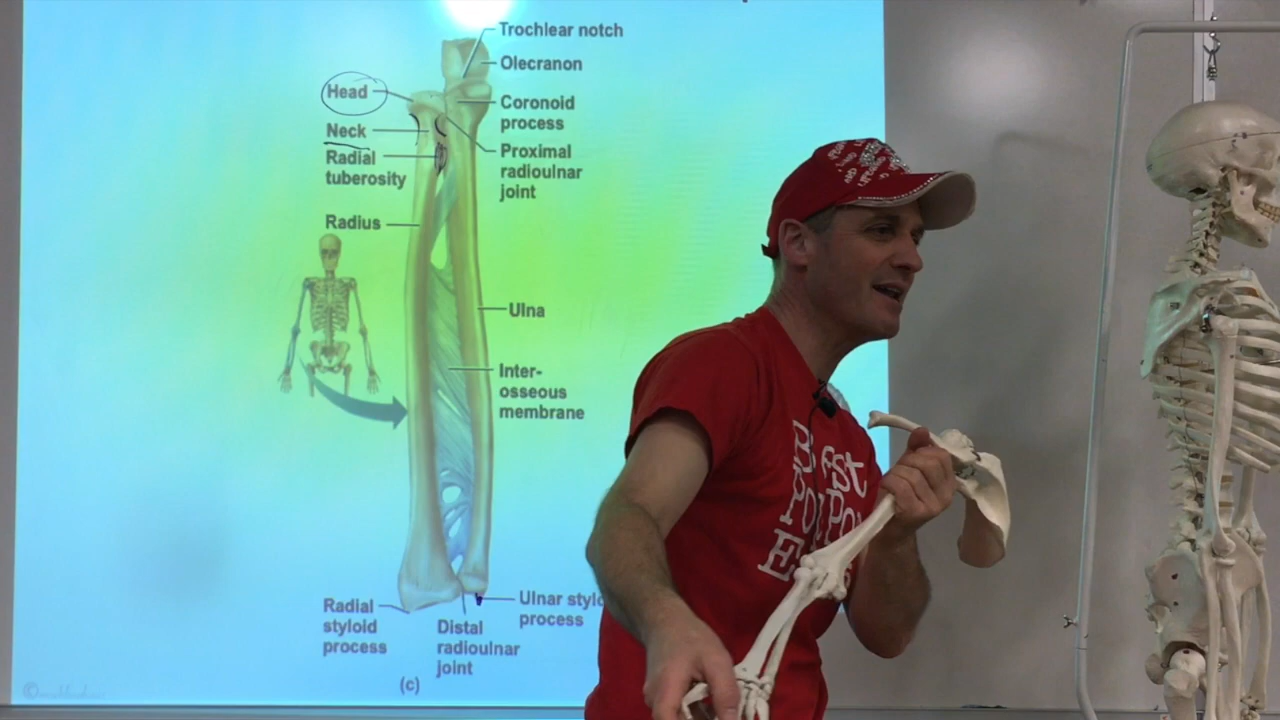 Trochlear notch
Olecranon
Head
Coronoid
process
Neck
Proximal
radioulnar
joint
Radial
tuberosity
Radius
Ulna
Inter-
osseous
membrane
Radial
styloid
process
Distal
radioulnar
joint
Ulnar stylo
process
(c)